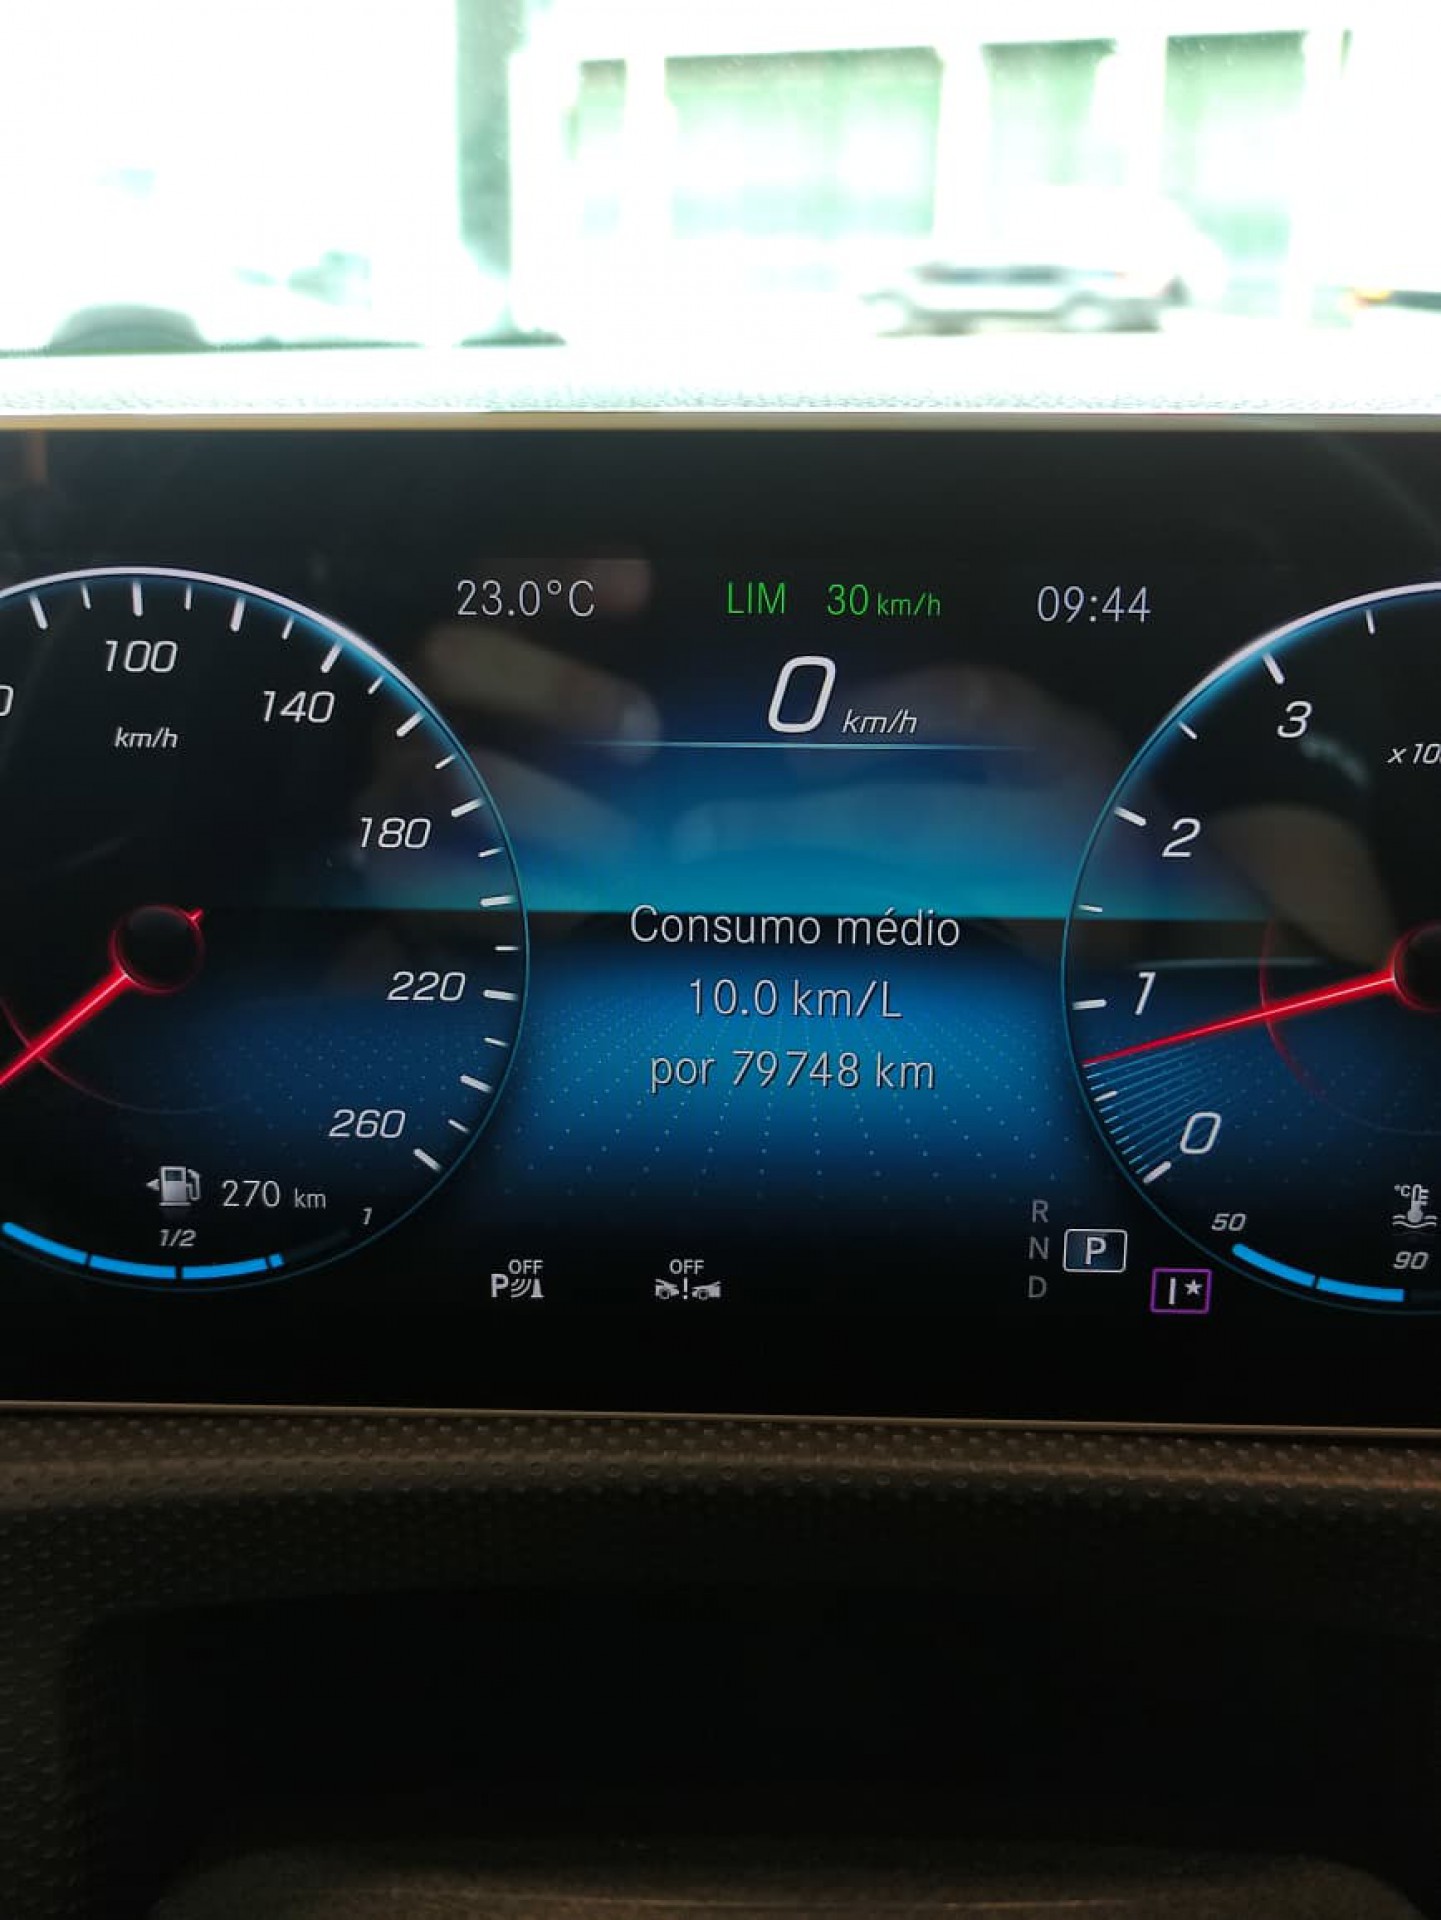 23.0°C
LIM 30 km/h
09:44
0 km/h
100
140
km/h
180
220
260
3
2
1
0
Consumo médio
10.0 km/L
por 79748 km
270 km
1/2
1
OFF
P
OFF
R
N
D
P
I*
50
°C
90